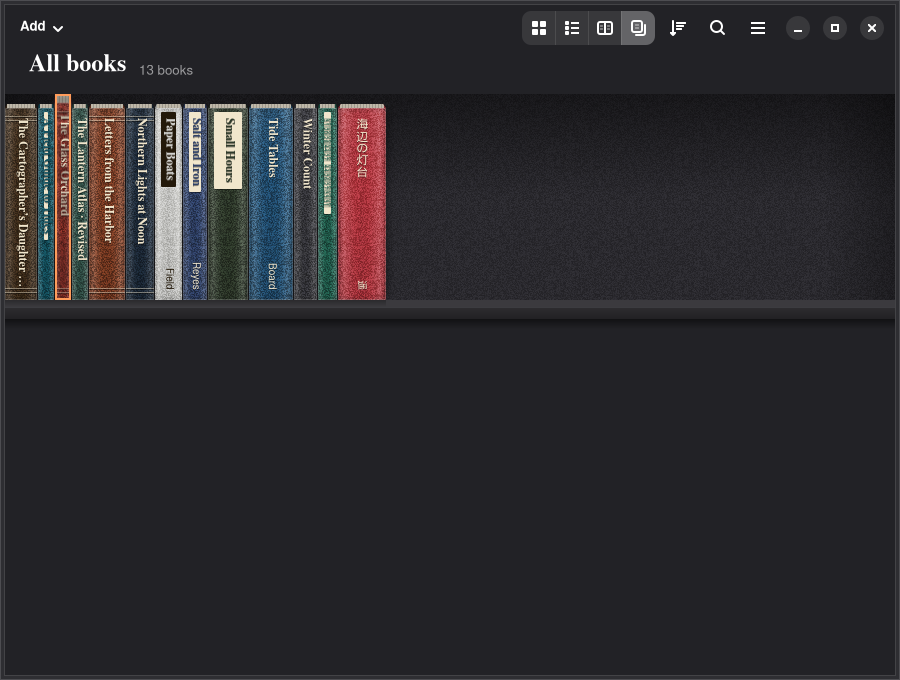 Add
All books
13 books
The Cartographer's Daughter …
The Glass Orchard
The Lantern Atlas · Revised
Letters from the Harbor
Northern Lights at Noon
Paper Boats
Field
Salt and Iron
Reyes
Small Hours
Tide Tables
Board
Winter Count
海辺の灯台